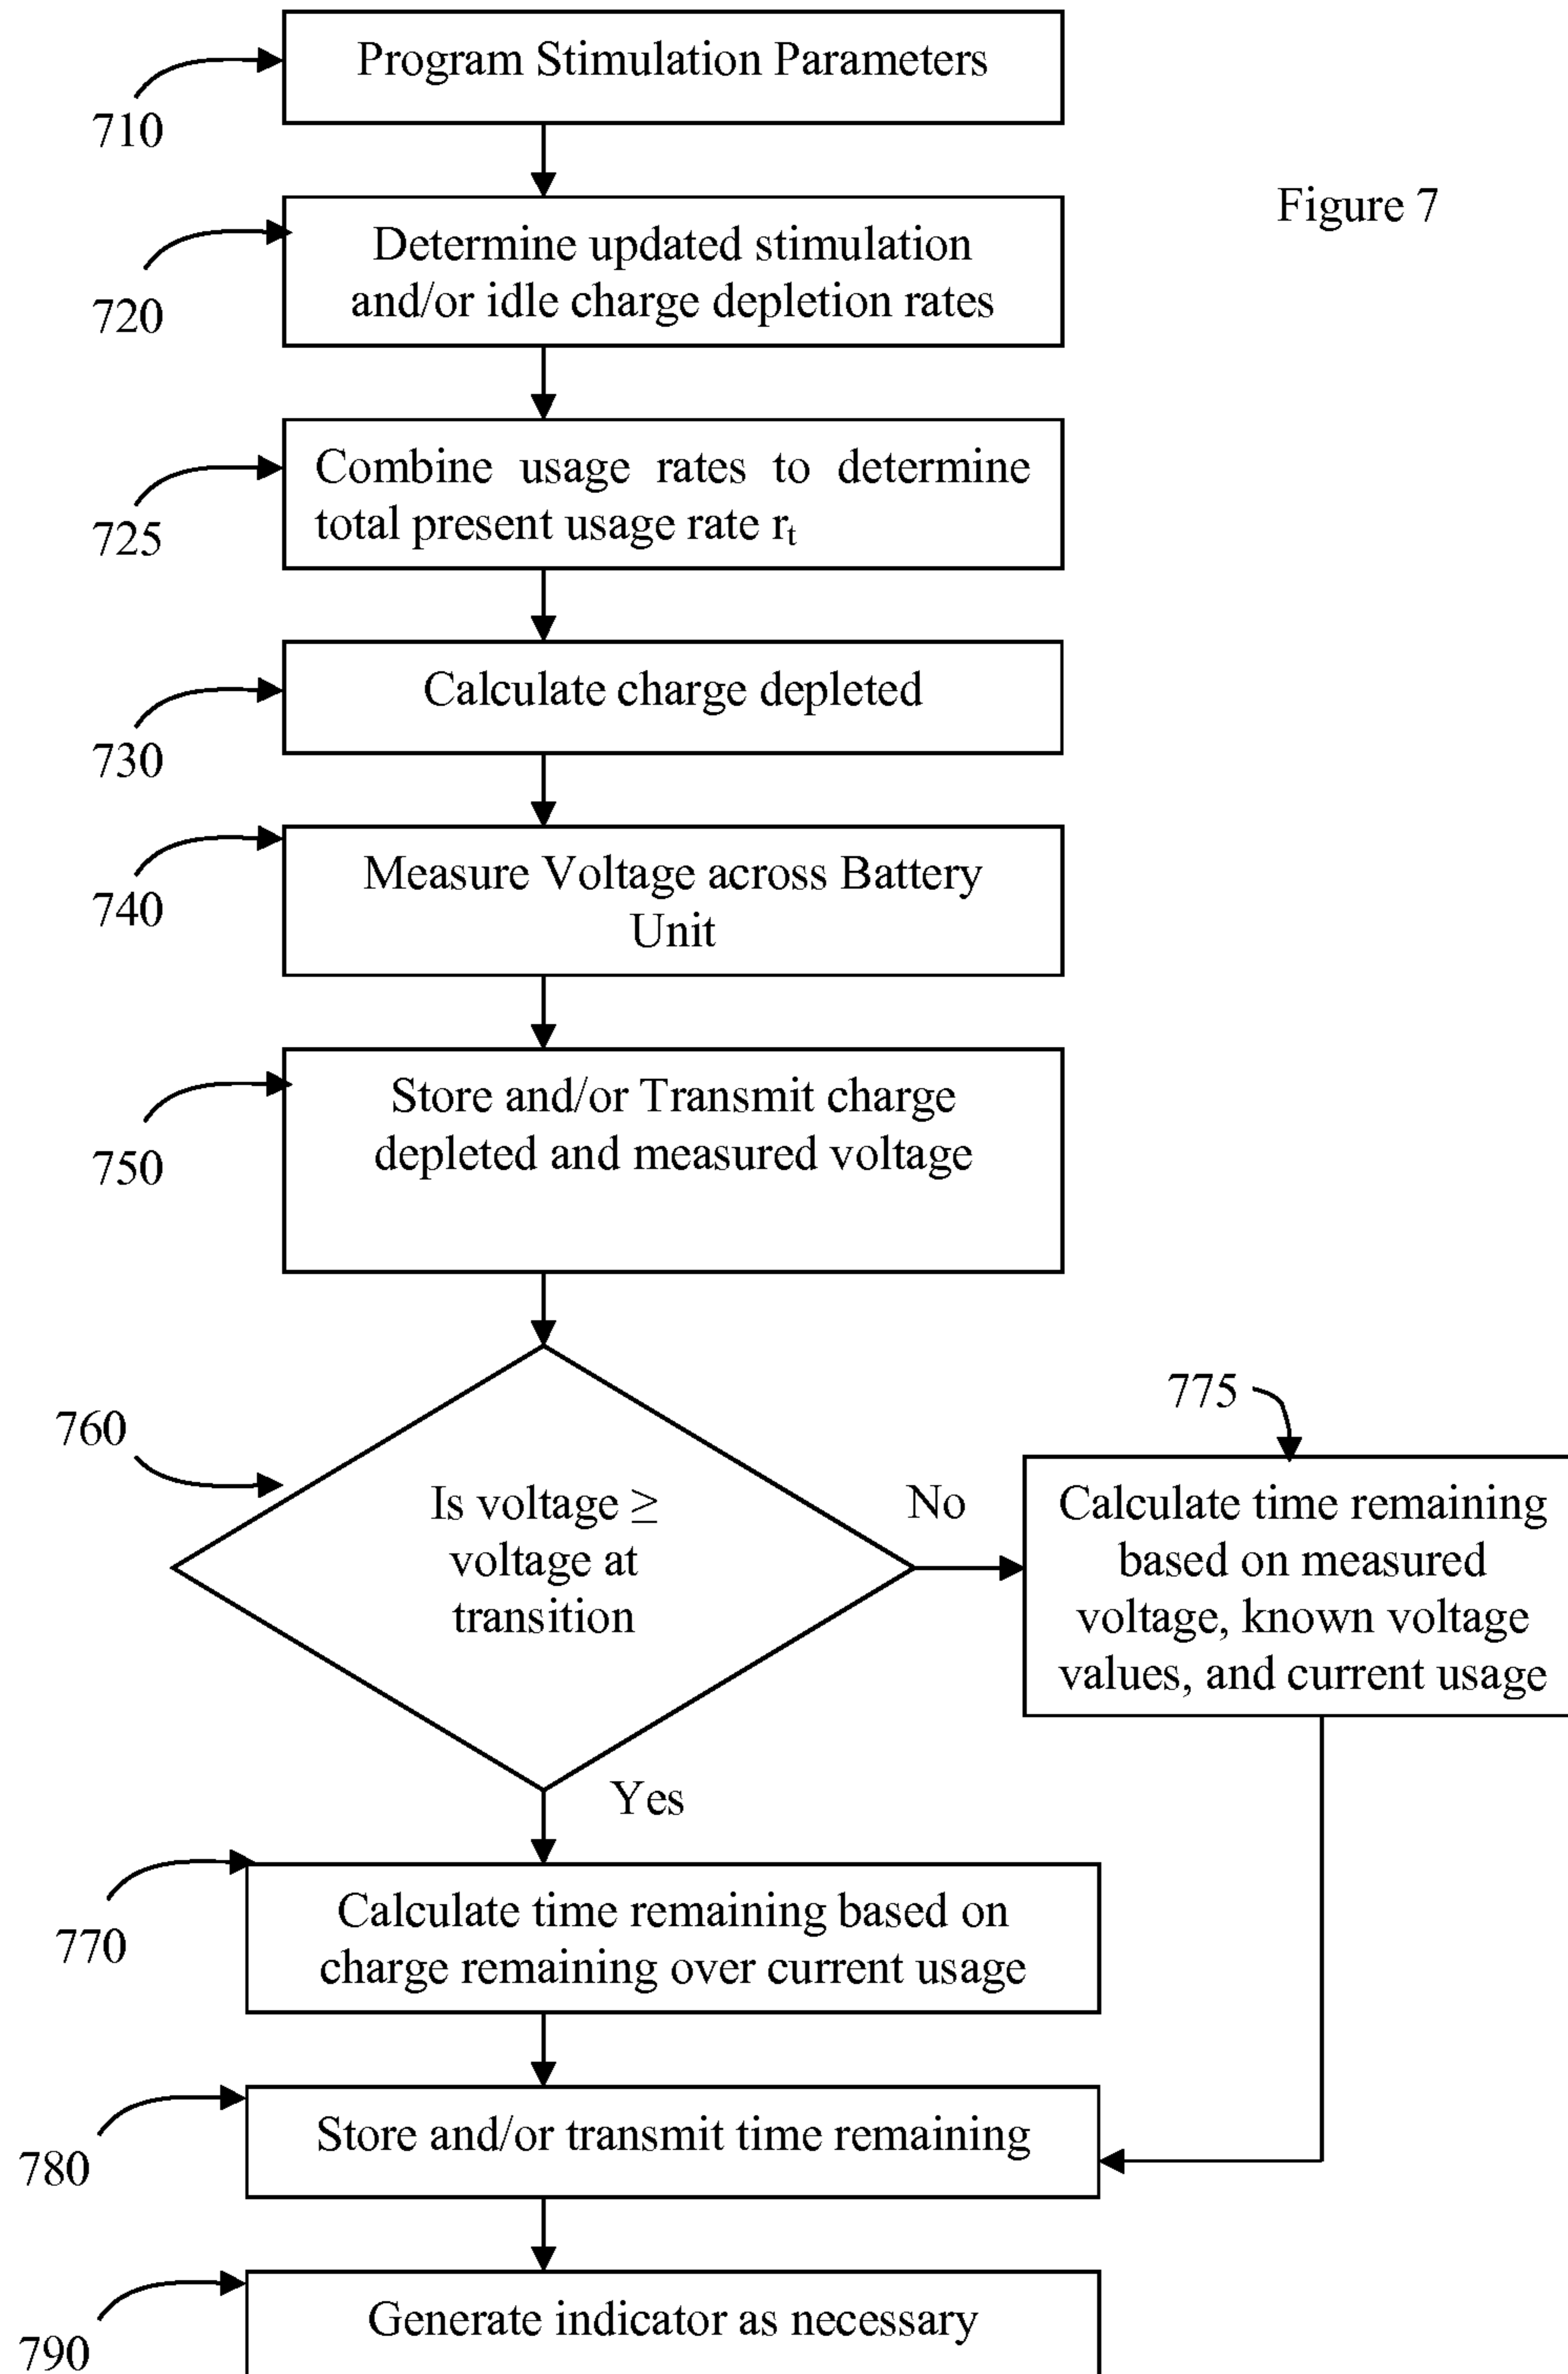 Program Stimulation Parameters
710
Figure 7
Determine updated stimulation
and/or idle charge depletion rates
720
Combine usage rates to determine
total present usage rate rt
725
Calculate charge depleted
730
Measure Voltage across Battery
Unit
740
Store and/or Transmit charge
depleted and measured voltage
750
760
Is voltage ≥
voltage at
transition
No
775
Calculate time remaining
based on measured
voltage, known voltage
values, and current usage
Yes
Calculate time remaining based on
charge remaining over current usage
770
Store and/or transmit time remaining
780
Generate indicator as necessary
790